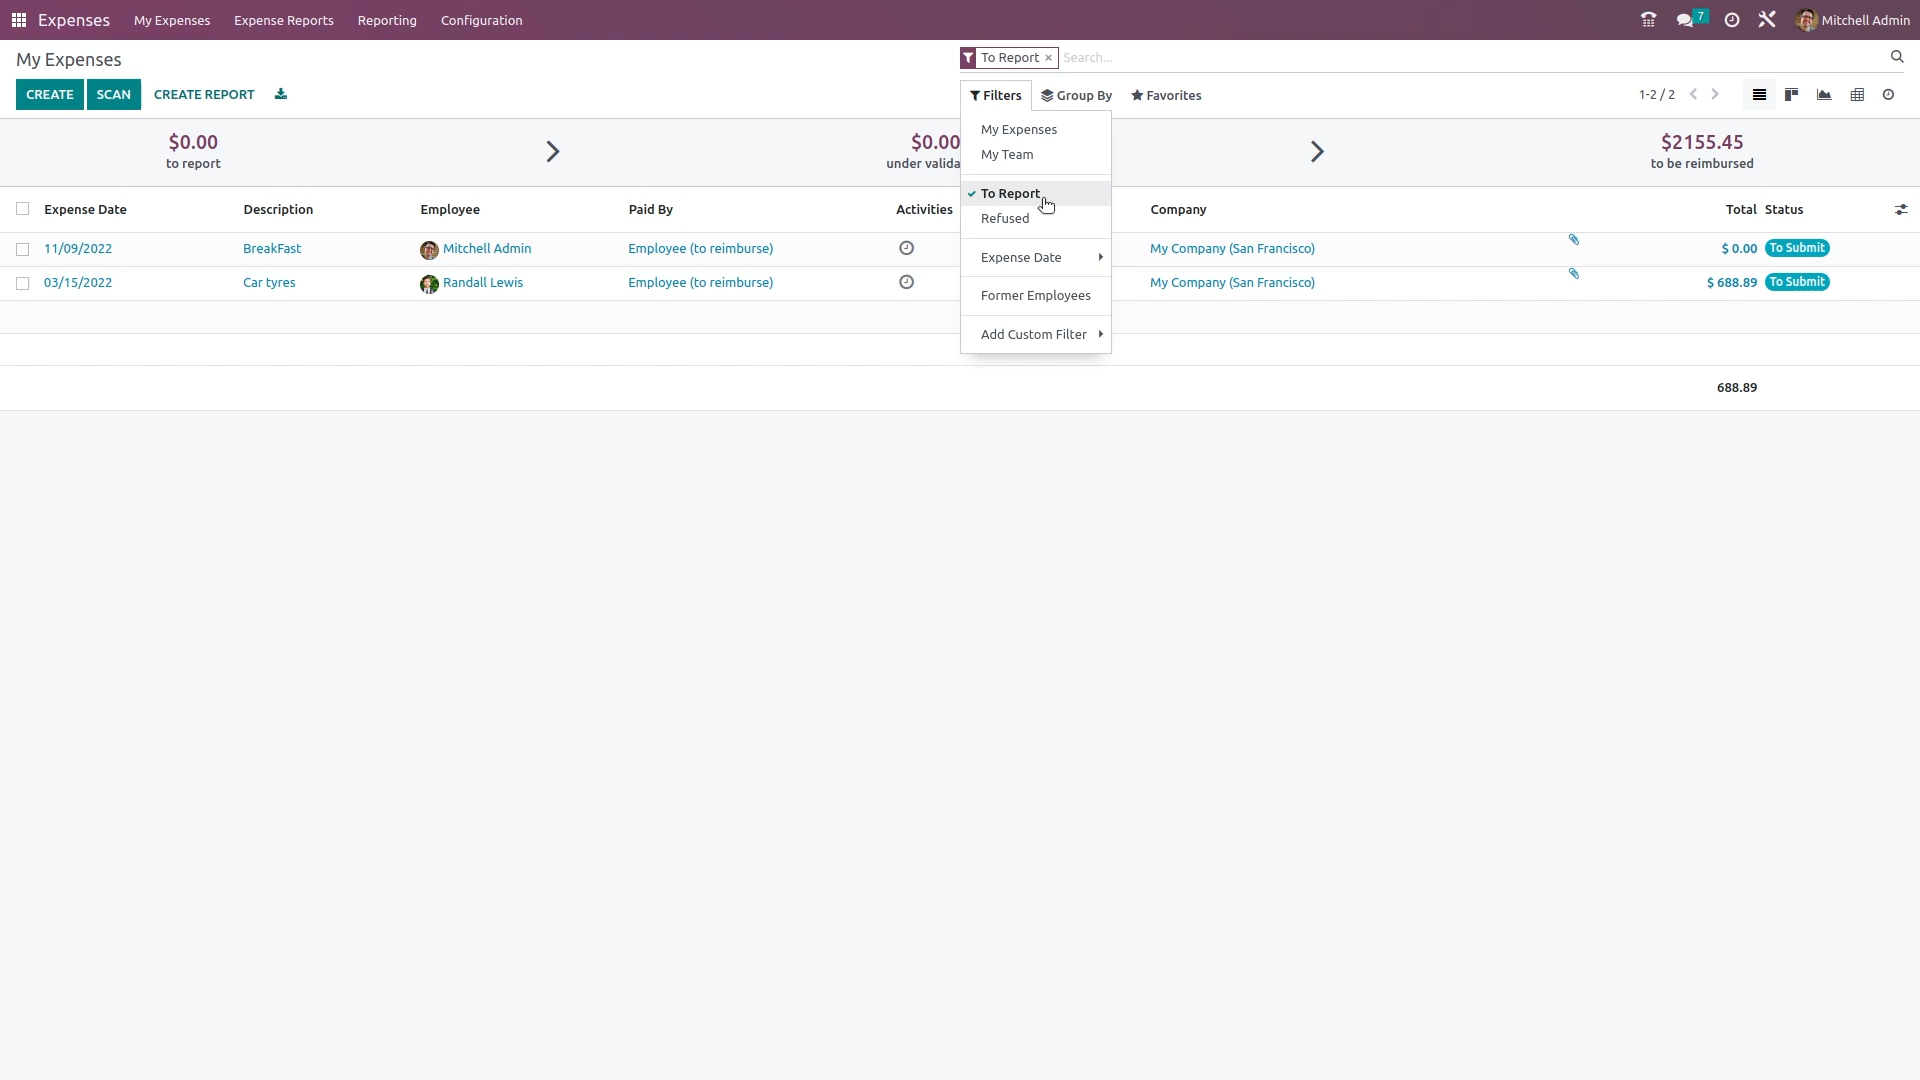 Expenses My Expenses Expense Reports Reporting Configuration 7 Mitchell Admin
My Expenses To Report × Search...
CREATE SCAN CREATE REPORT Filters Group By Favorites 1-2 / 2
$0.00 $0.00 $2155.45
to report under valida to be reimbursed
My Expenses
My Team
To Report
Refused
Expense Date
Former Employees
Add Custom Filter
Expense Date Description Employee Paid By Activities Company Total Status
11/09/2022 BreakFast Mitchell Admin Employee (to reimburse) My Company (San Francisco) $ 0.00 To Submit
03/15/2022 Car tyres Randall Lewis Employee (to reimburse) My Company (San Francisco) $ 688.89 To Submit
688.89